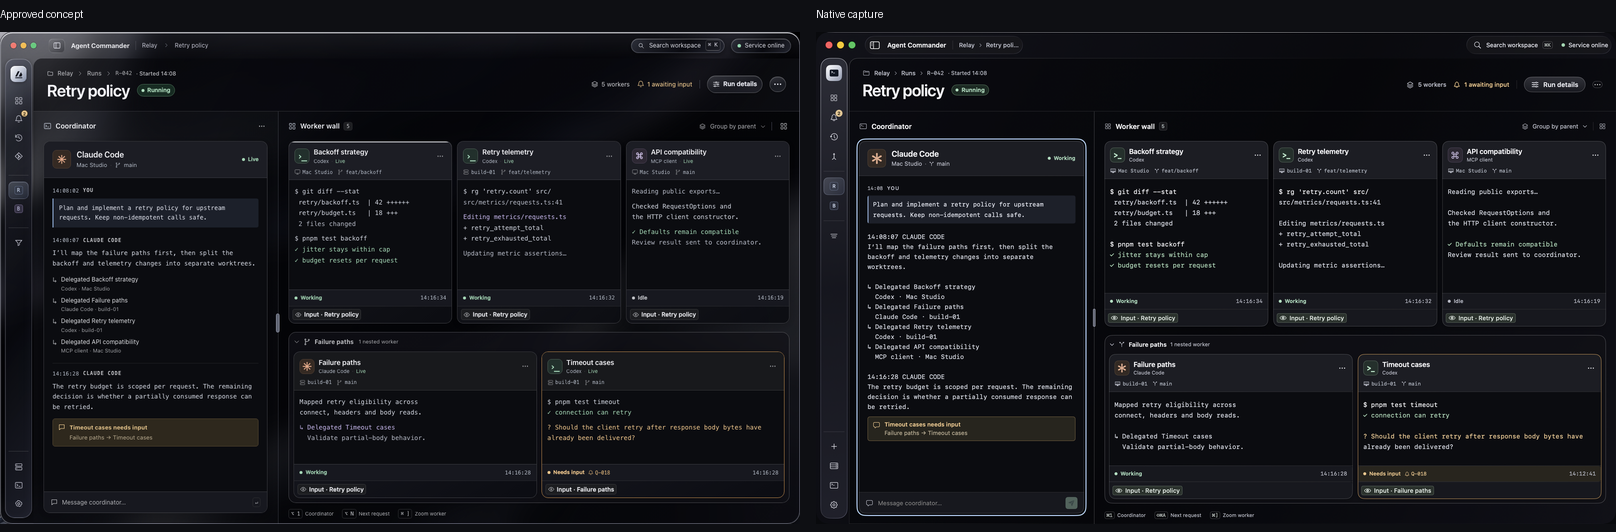 Approved concept
Agent Commander
Relay
Retry policy
Search workspace
⌘ K
Service online
Relay
Runs
R-042
· Started 14:08
Retry policy
Running
5 workers
1 awaiting input
Run details
Coordinator
Worker wall
5
Group by parent
Claude Code
Mac Studio
main
Live
14:08:02 YOU
Plan and implement a retry policy for upstream
requests. Keep non-idempotent calls safe.
14:08:07 CLAUDE CODE
I'll map the failure paths first, then split the
backoff and telemetry changes into separate worktrees.
↳ Delegated Backoff strategy
Codex · Mac Studio
↳ Delegated Failure paths
Claude Code · build-01
↳ Delegated Retry telemetry
Codex · build-01
↳ Delegated API compatibility
MCP client · Mac Studio
14:16:28 CLAUDE CODE
The retry budget is scoped per request. The remaining
decision is whether a partially consumed response can
be retried.
Timeout cases needs input
Failure paths → Timeout cases
Message coordinator...
Backoff strategy
Codex · Live
Mac Studio
feat/backoff
$ git diff --stat
retry/backoff.ts | 42 ++++++
retry/budget.ts | 18 +++
2 files changed
$ pnpm test backoff
✓ jitter stays within cap
✓ budget resets per request
Working
14:16:34
Input · Retry policy
Retry telemetry
Codex · Live
build-01
feat/telemetry
$ rg 'retry.count' src/
src/metrics/requests.ts:41
Editing metrics/requests.ts
+ retry_attempt_total
+ retry_exhausted_total
Updating metric assertions…
Working
14:16:32
Input · Retry policy
API compatibility
MCP client · Live
Mac Studio
main
Reading public exports…
Checked RequestOptions and
the HTTP client constructor.
✓ Defaults remain compatible
Review result sent to coordinator.
Idle
14:16:19
Input · Retry policy
Failure paths
1 nested worker
Failure paths
Claude Code · Live
build-01
main
Mapped retry eligibility across
connect, headers and body reads.
↳ Delegated Timeout cases
Validate partial-body behavior.
Working
14:16:28
Input · Retry policy
Timeout cases
Codex · Live
build-01
main
$ pnpm test timeout
✓ connection can retry
? Should the client retry after response body bytes have
already been delivered?
Needs input
Q-018
14:16:28
Input · Failure paths
Coordinator
Next request
Zoom worker
Native capture
Agent Commander
Relay
Retry poli...
Search workspace
⌘K
Service online
Relay
Runs
R-042
· Started 14:08
Retry policy
Running
5 workers
1 awaiting input
Run details
Coordinator
Worker wall
5
Group by parent
Claude Code
Mac Studio
main
Working
14:08 YOU
Plan and implement a retry policy for upstream
requests. Keep non-idempotent calls safe.
14:08:07 CLAUDE CODE
I'll map the failure paths first, then split the
backoff and telemetry changes into separate
worktrees.
↳ Delegated Backoff strategy
Codex · Mac Studio
↳ Delegated Failure paths
Claude Code · build-01
↳ Delegated Retry telemetry
Codex · build-01
↳ Delegated API compatibility
MCP client · Mac Studio
14:16:28 CLAUDE CODE
The retry budget is scoped per request. The remaining
decision is whether a partially consumed response can
be retried.
Timeout cases needs input
Failure paths → Timeout cases
Message coordinator...
Backoff strategy
Codex
Mac Studio
feat/backoff
$ git diff --stat
retry/backoff.ts | 42 ++++++
retry/budget.ts | 18 +++
2 files changed
$ pnpm test backoff
✓ jitter stays within cap
✓ budget resets per request
Working
14:16:34
Input · Retry policy
Retry telemetry
Codex
build-01
feat/telemetry
$ rg 'retry.count' src/
src/metrics/requests.ts:41
Editing metrics/requests.ts
+ retry_attempt_total
+ retry_exhausted_total
Updating metric assertions…
Working
14:16:32
Input · Retry policy
API compatibility
MCP client
Mac Studio
main
Reading public exports…
Checked RequestOptions and
the HTTP client constructor.
✓ Defaults remain compatible
Review result sent to coordinator.
Idle
14:16:19
Input · Retry policy
Failure paths
1 nested worker
Failure paths
Claude Code
build-01
main
Mapped retry eligibility across
connect, headers and body reads.
↳ Delegated Timeout cases
Validate partial-body behavior.
Working
14:16:28
Input · Retry policy
Timeout cases
Codex
build-01
main
$ pnpm test timeout
✓ connection can retry
? Should the client retry after response body bytes have
already been delivered?
Needs input
Q-018
14:12:41
Input · Failure paths
Coordinator
Next request
Zoom worker